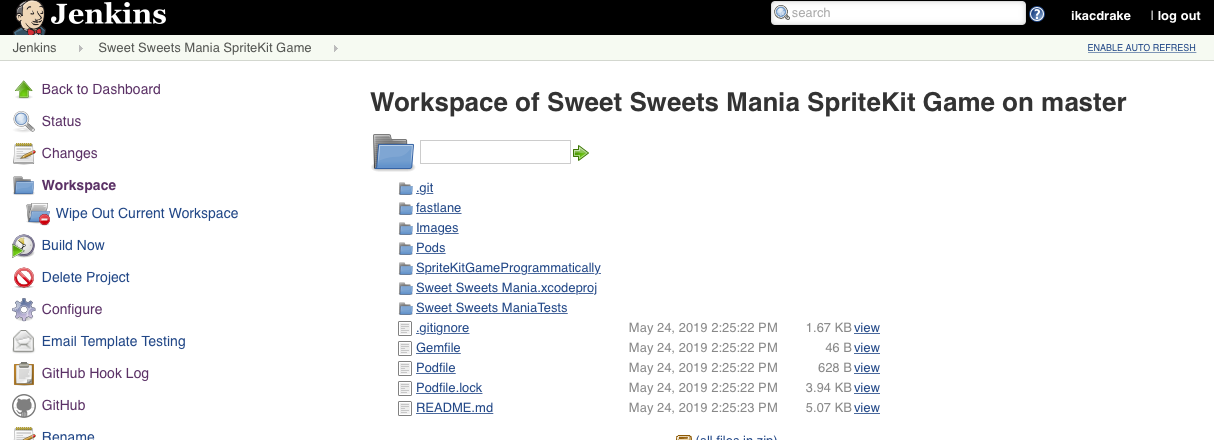 Jenkins
search
ikacdrake
| log out
Jenkins
Sweet Sweets Mania SpriteKit Game
ENABLE AUTO REFRESH
Back to Dashboard
Status
Changes
Workspace
Wipe Out Current Workspace
Build Now
Delete Project
Configure
Email Template Testing
GitHub Hook Log
GitHub
Rename
Workspace of Sweet Sweets Mania SpriteKit Game on master
.git
fastlane
Images
Pods
SpriteKitGameProgrammatically
Sweet Sweets Mania.xcodeproj
Sweet Sweets ManiaTests
.gitignore May 24, 2019 2:25:22 PM 1.67 KB view
Gemfile May 24, 2019 2:25:22 PM 46 B view
Podfile May 24, 2019 2:25:22 PM 628 B view
Podfile.lock May 24, 2019 2:25:22 PM 3.94 KB view
README.md May 24, 2019 2:25:23 PM 5.07 KB view
(all files in zip)